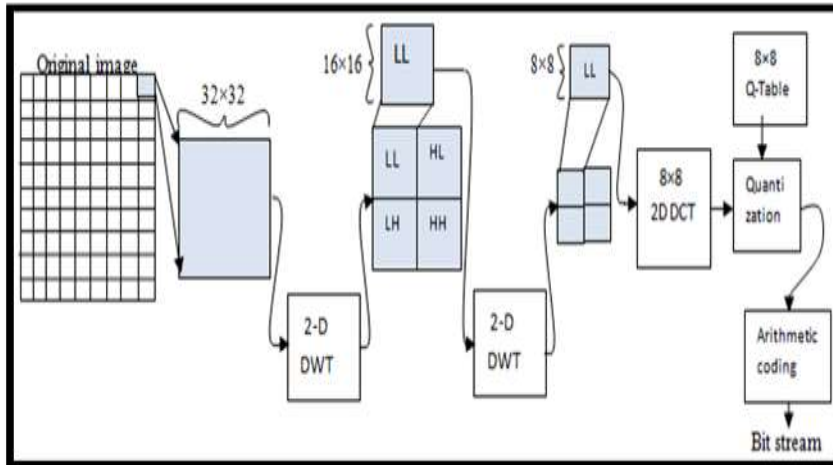 Original image
32×32
16×16
LL
LL
HL
LH
HH
2-D
DWT
8×8
LL
2-D
DWT
8×8
2D DCT
8×8
Q-Table
Quanti
zation
Arithmetic
coding
Bit stream